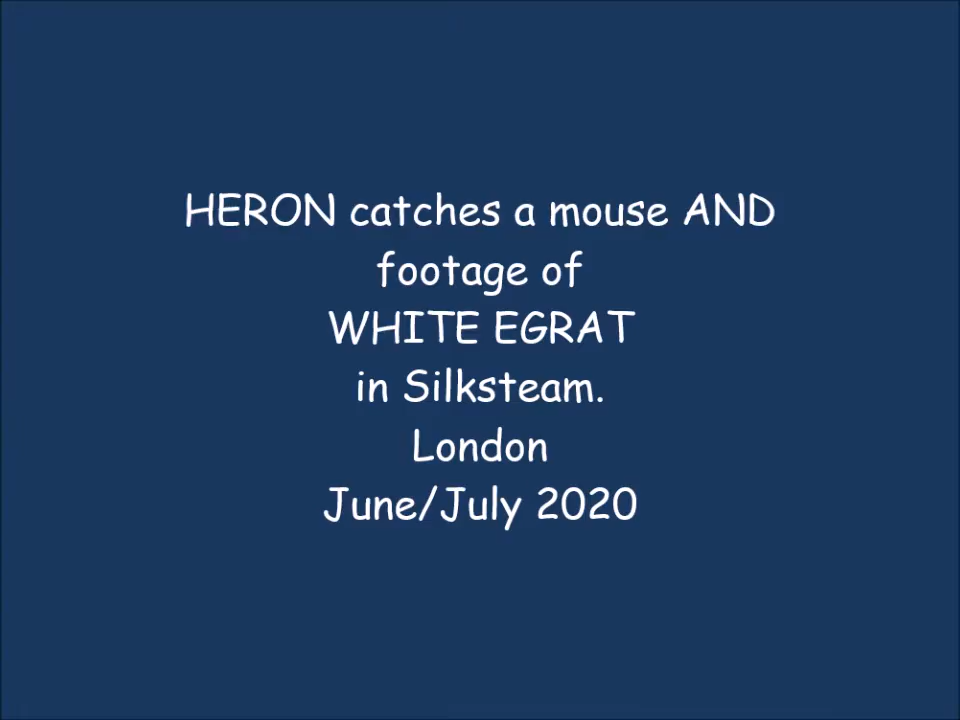 HERON catches a mouse AND
footage of
WHITE EGRAT
in Silksteam.
London
June/July 2020